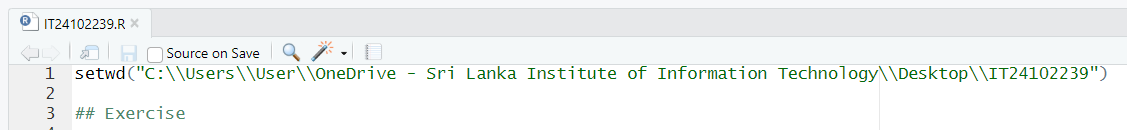 IT24102239.R
Source on Save
1 setwd("C:\\Users\\User\\OneDrive - Sri Lanka Institute of Information Technology\\Desktop\\IT24102239")
2
3 ## Exercise